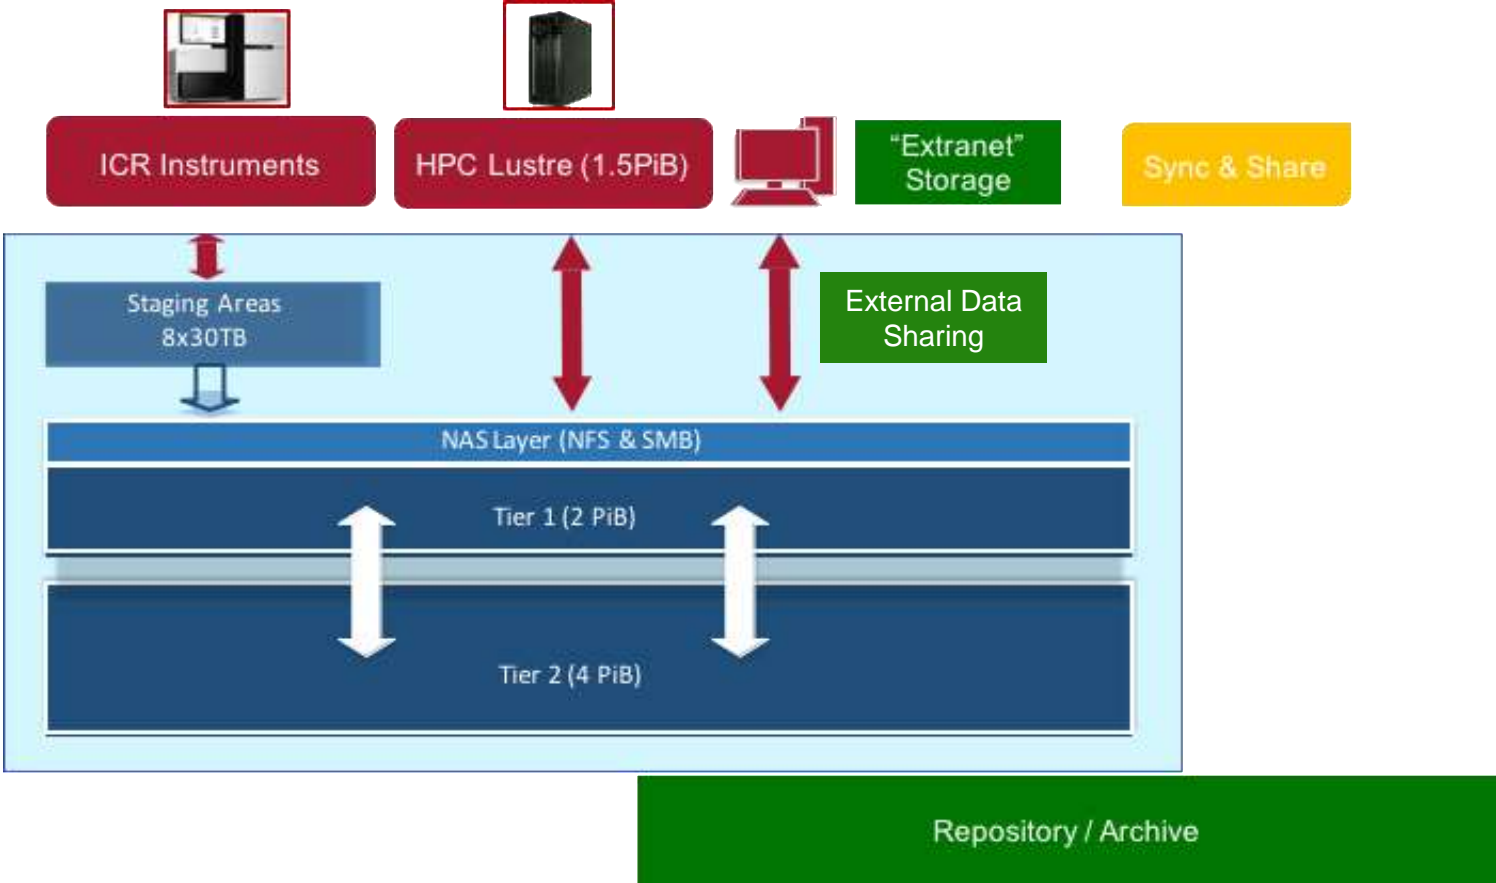 ICR Instruments
HPC Lustre (1.5PiB)
“Extranet”
Storage
Sync & Share
Staging Areas
8x30TB
External Data
Sharing
NAS Layer (NFS & SMB)
Tier 1 (2 PiB)
Tier 2 (4 PiB)
Repository / Archive